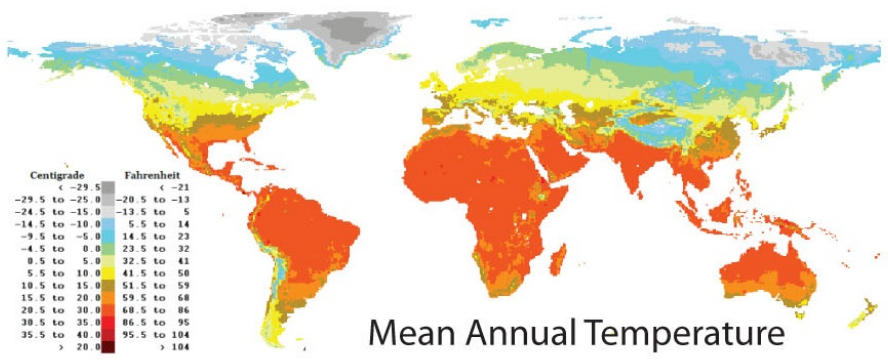 Centigrade Fahrenheit
< -29.5 < -21
-29.5 to -25.0 -20.5 to -13
-24.5 to -15.0 -13.5 to 5
-14.5 to -10.0 5.5 to 14
-9.5 to -5.0 14.5 to 23
-4.5 to 0.0 23.5 to 32
0.5 to 5.0 32.5 to 41
5.5 to 10.0 41.5 to 50
10.5 to 15.0 51.5 to 59
15.5 to 20.0 59.5 to 68
20.5 to 30.0 68.5 to 86
30.5 to 35.0 86.5 to 95
35.5 to 40.0 95.5 to 104
> 20.0 > 104
Mean Annual Temperature